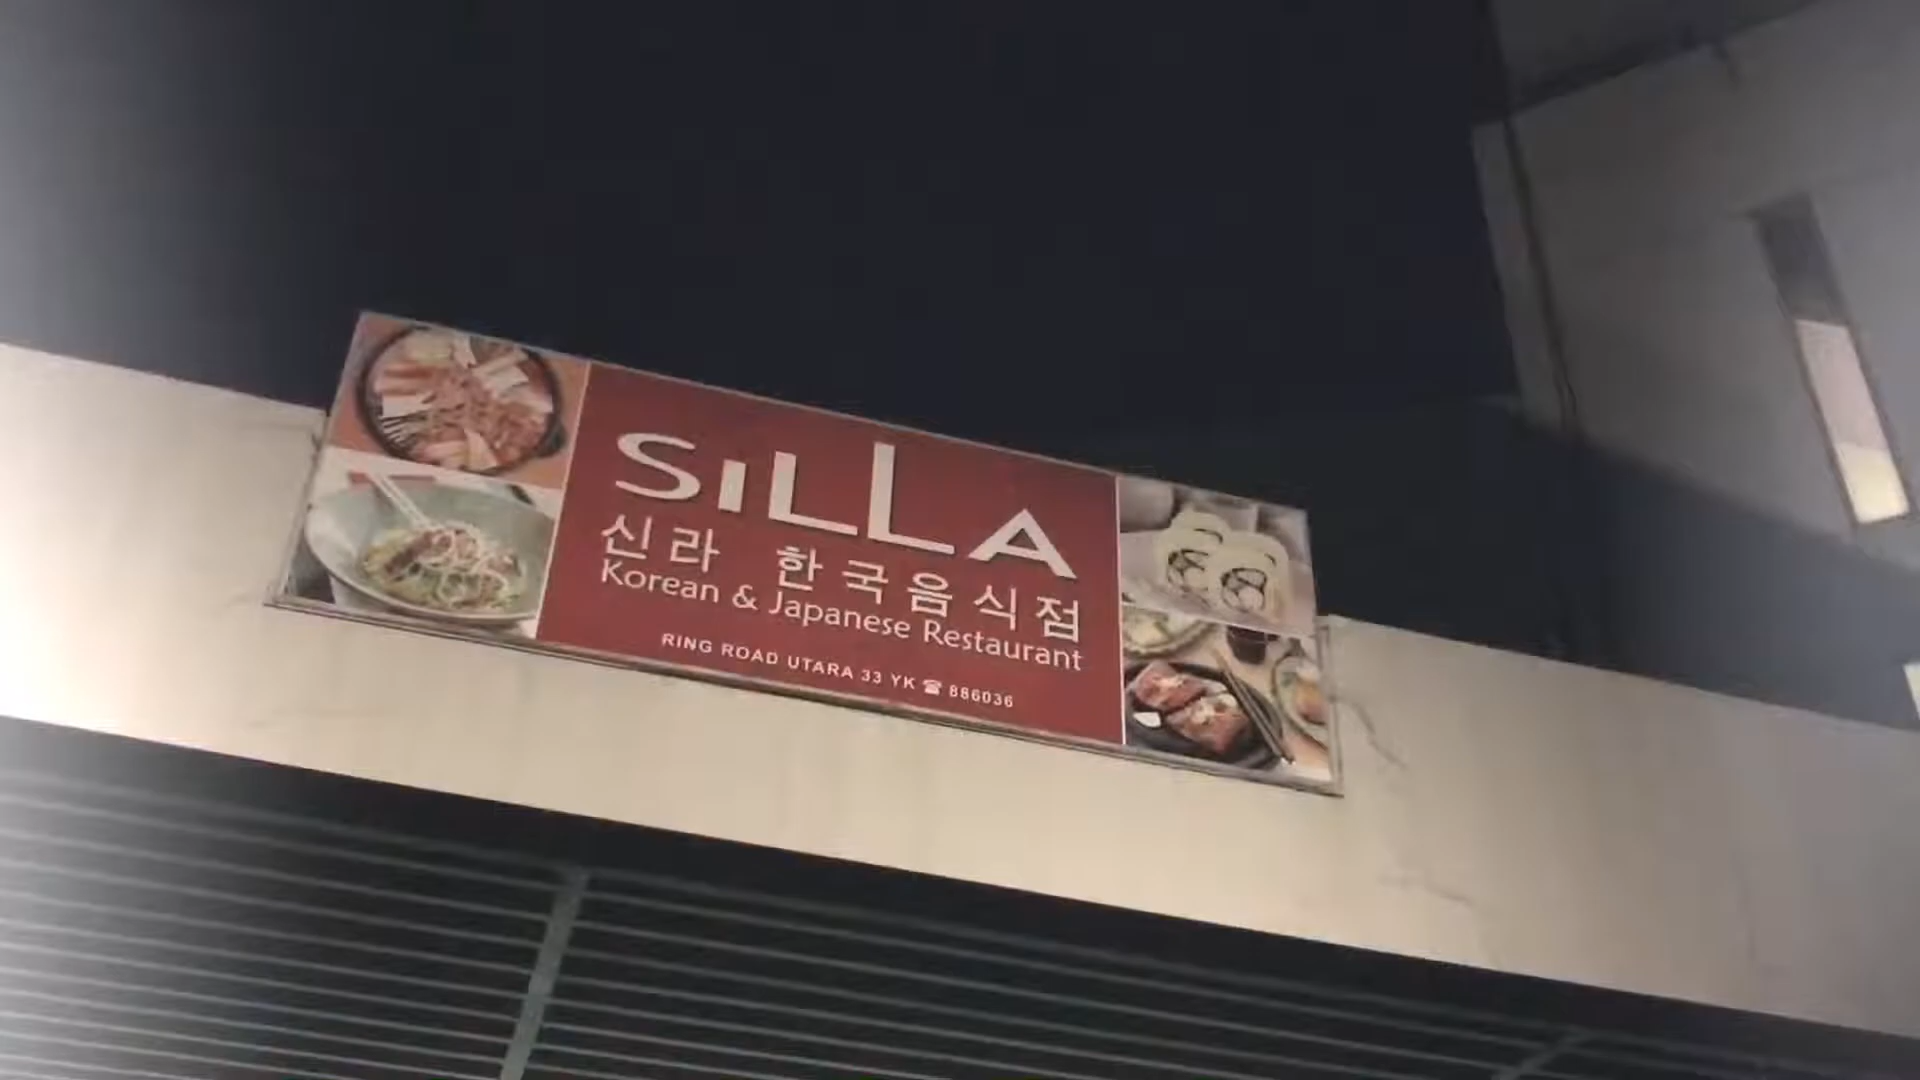 SiLLA
신라 한국음식점
Korean & Japanese Restaurant
RING ROAD UTARA 33 YK ☎ 886036